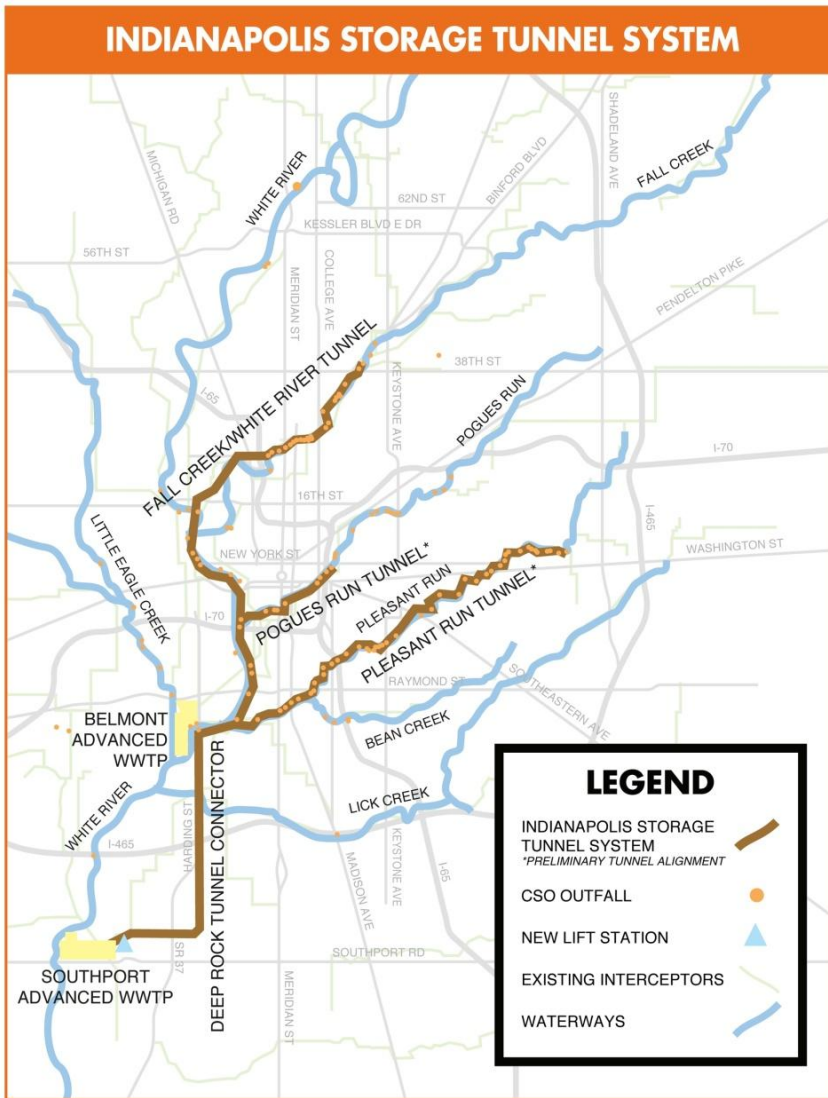 INDIANAPOLIS STORAGE TUNNEL SYSTEM
MICHIGAN RD
WHITE RIVER
BINFORD BLVD
SHADELAND AVE
FALL CREEK
62ND ST
KESSLER BLVD E DR
56TH ST
MERIDIAN ST
COLLEGE AVE
PENDELTON PIKE
FALL CREEK/WHITE RIVER TUNNEL
KEYSTONE AVE
38TH ST
I-65
POGUES RUN
I-70
16TH ST
I-465
LITTLE EAGLE CREEK
NEW YORK ST
WASHINGTON ST
POGUES RUN TUNNEL*
PLEASANT RUN
PLEASANT RUN TUNNEL*
I-70
RAYMOND ST
SOUTHEASTERN AVE
BELMONT
ADVANCED
WWTP
BEAN CREEK
DEEP ROCK TUNNEL CONNECTOR
LICK CREEK
WHITE RIVER
HARDING ST
I-465
MADISON AVE
KEYSTONE AVE
I-65
SOUTHPORT RD
SR 37
MERIDIAN ST
SOUTHPORT
ADVANCED WWTP
LEGEND
INDIANAPOLIS STORAGE
TUNNEL SYSTEM
*PRELIMINARY TUNNEL ALIGNMENT
CSO OUTFALL
NEW LIFT STATION
EXISTING INTERCEPTORS
WATERWAYS